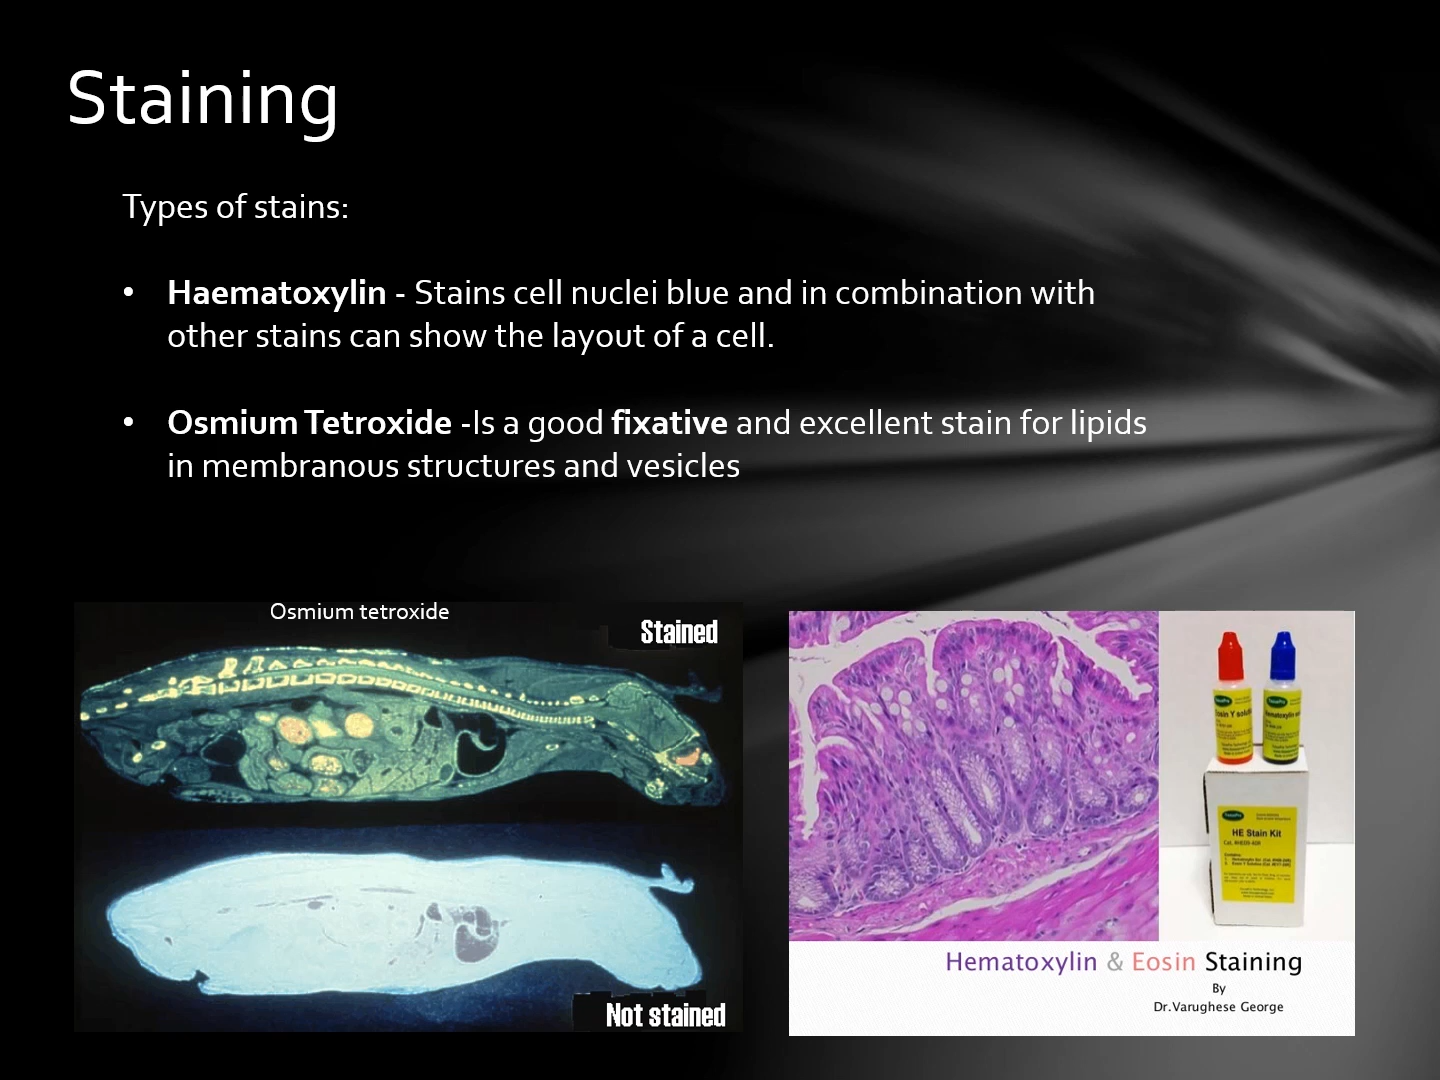 Staining
Types of stains:
• Haematoxylin - Stains cell nuclei blue and in combination with
other stains can show the layout of a cell.
• Osmium Tetroxide -Is a good fixative and excellent stain for lipids
in membranous structures and vesicles
Osmium tetroxide
Stained
Not stained
HE Stain Kit
Hematoxylin & Eosin Staining
By
Dr.Varughese George